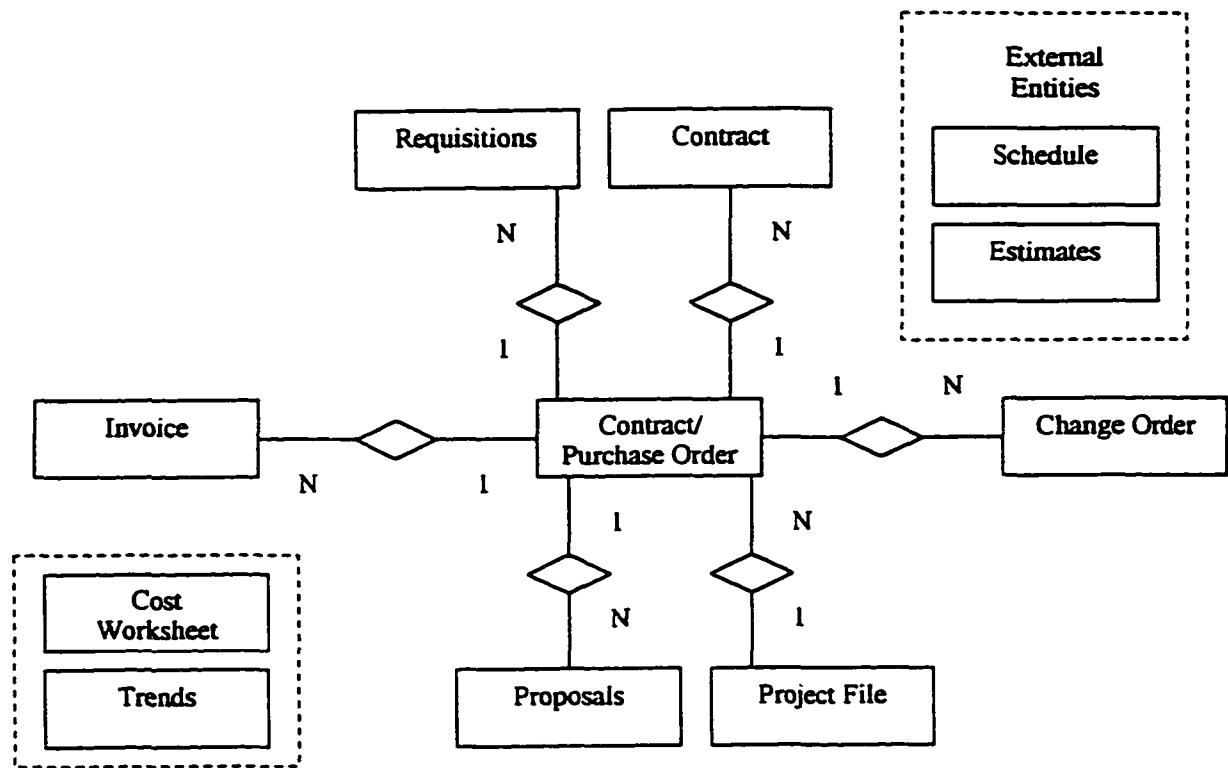 External
Entities
Requisitions
Contract
Schedule
N
N
Estimates
1
1
1
N
Invoice
Contract/
Purchase Order
Change Order
N
1
1
N
Cost
Worksheet
N
1
Trends
Proposals
Project File